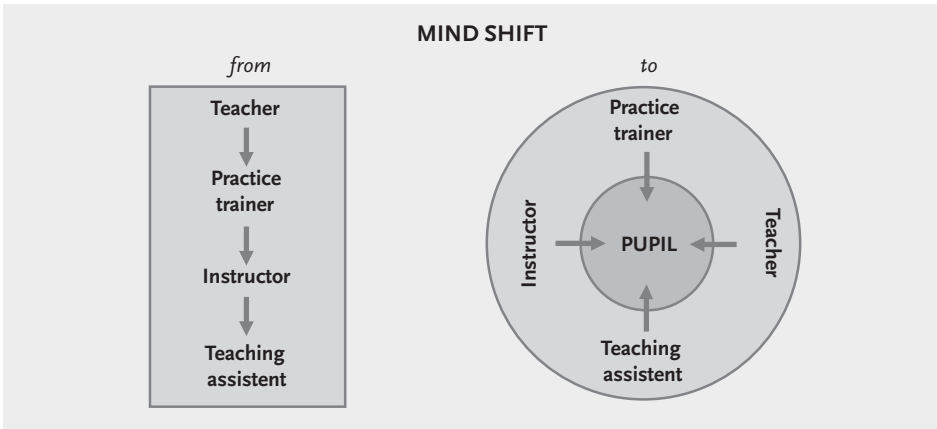 MIND SHIFT
from
Teacher
Practice
trainer
Instructor
Teaching
assistent
to
Practice
trainer
Instructor
PUPIL
Teacher
Teaching
assistent